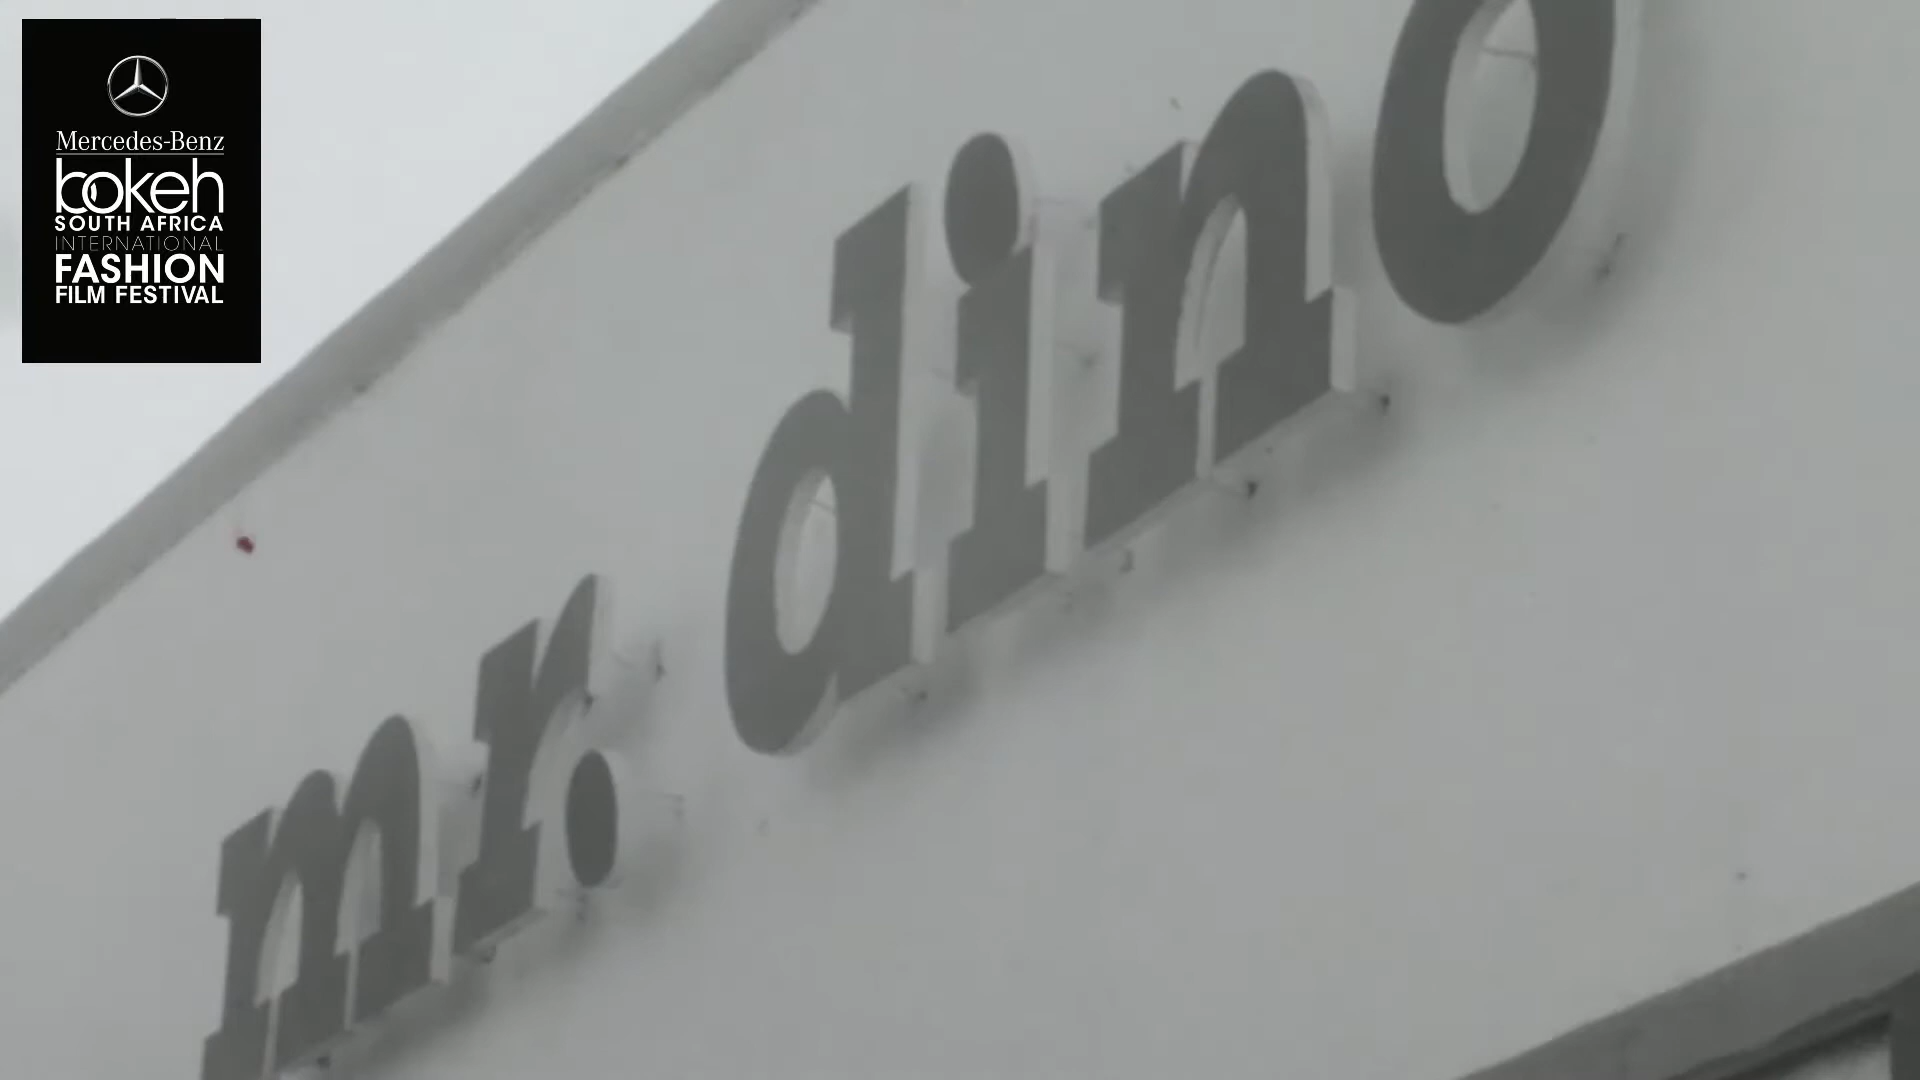 Mercedes-Benz
bokeh
SOUTH AFRICA
INTERNATIONAL
FASHION
FILM FESTIVAL
mr. dino